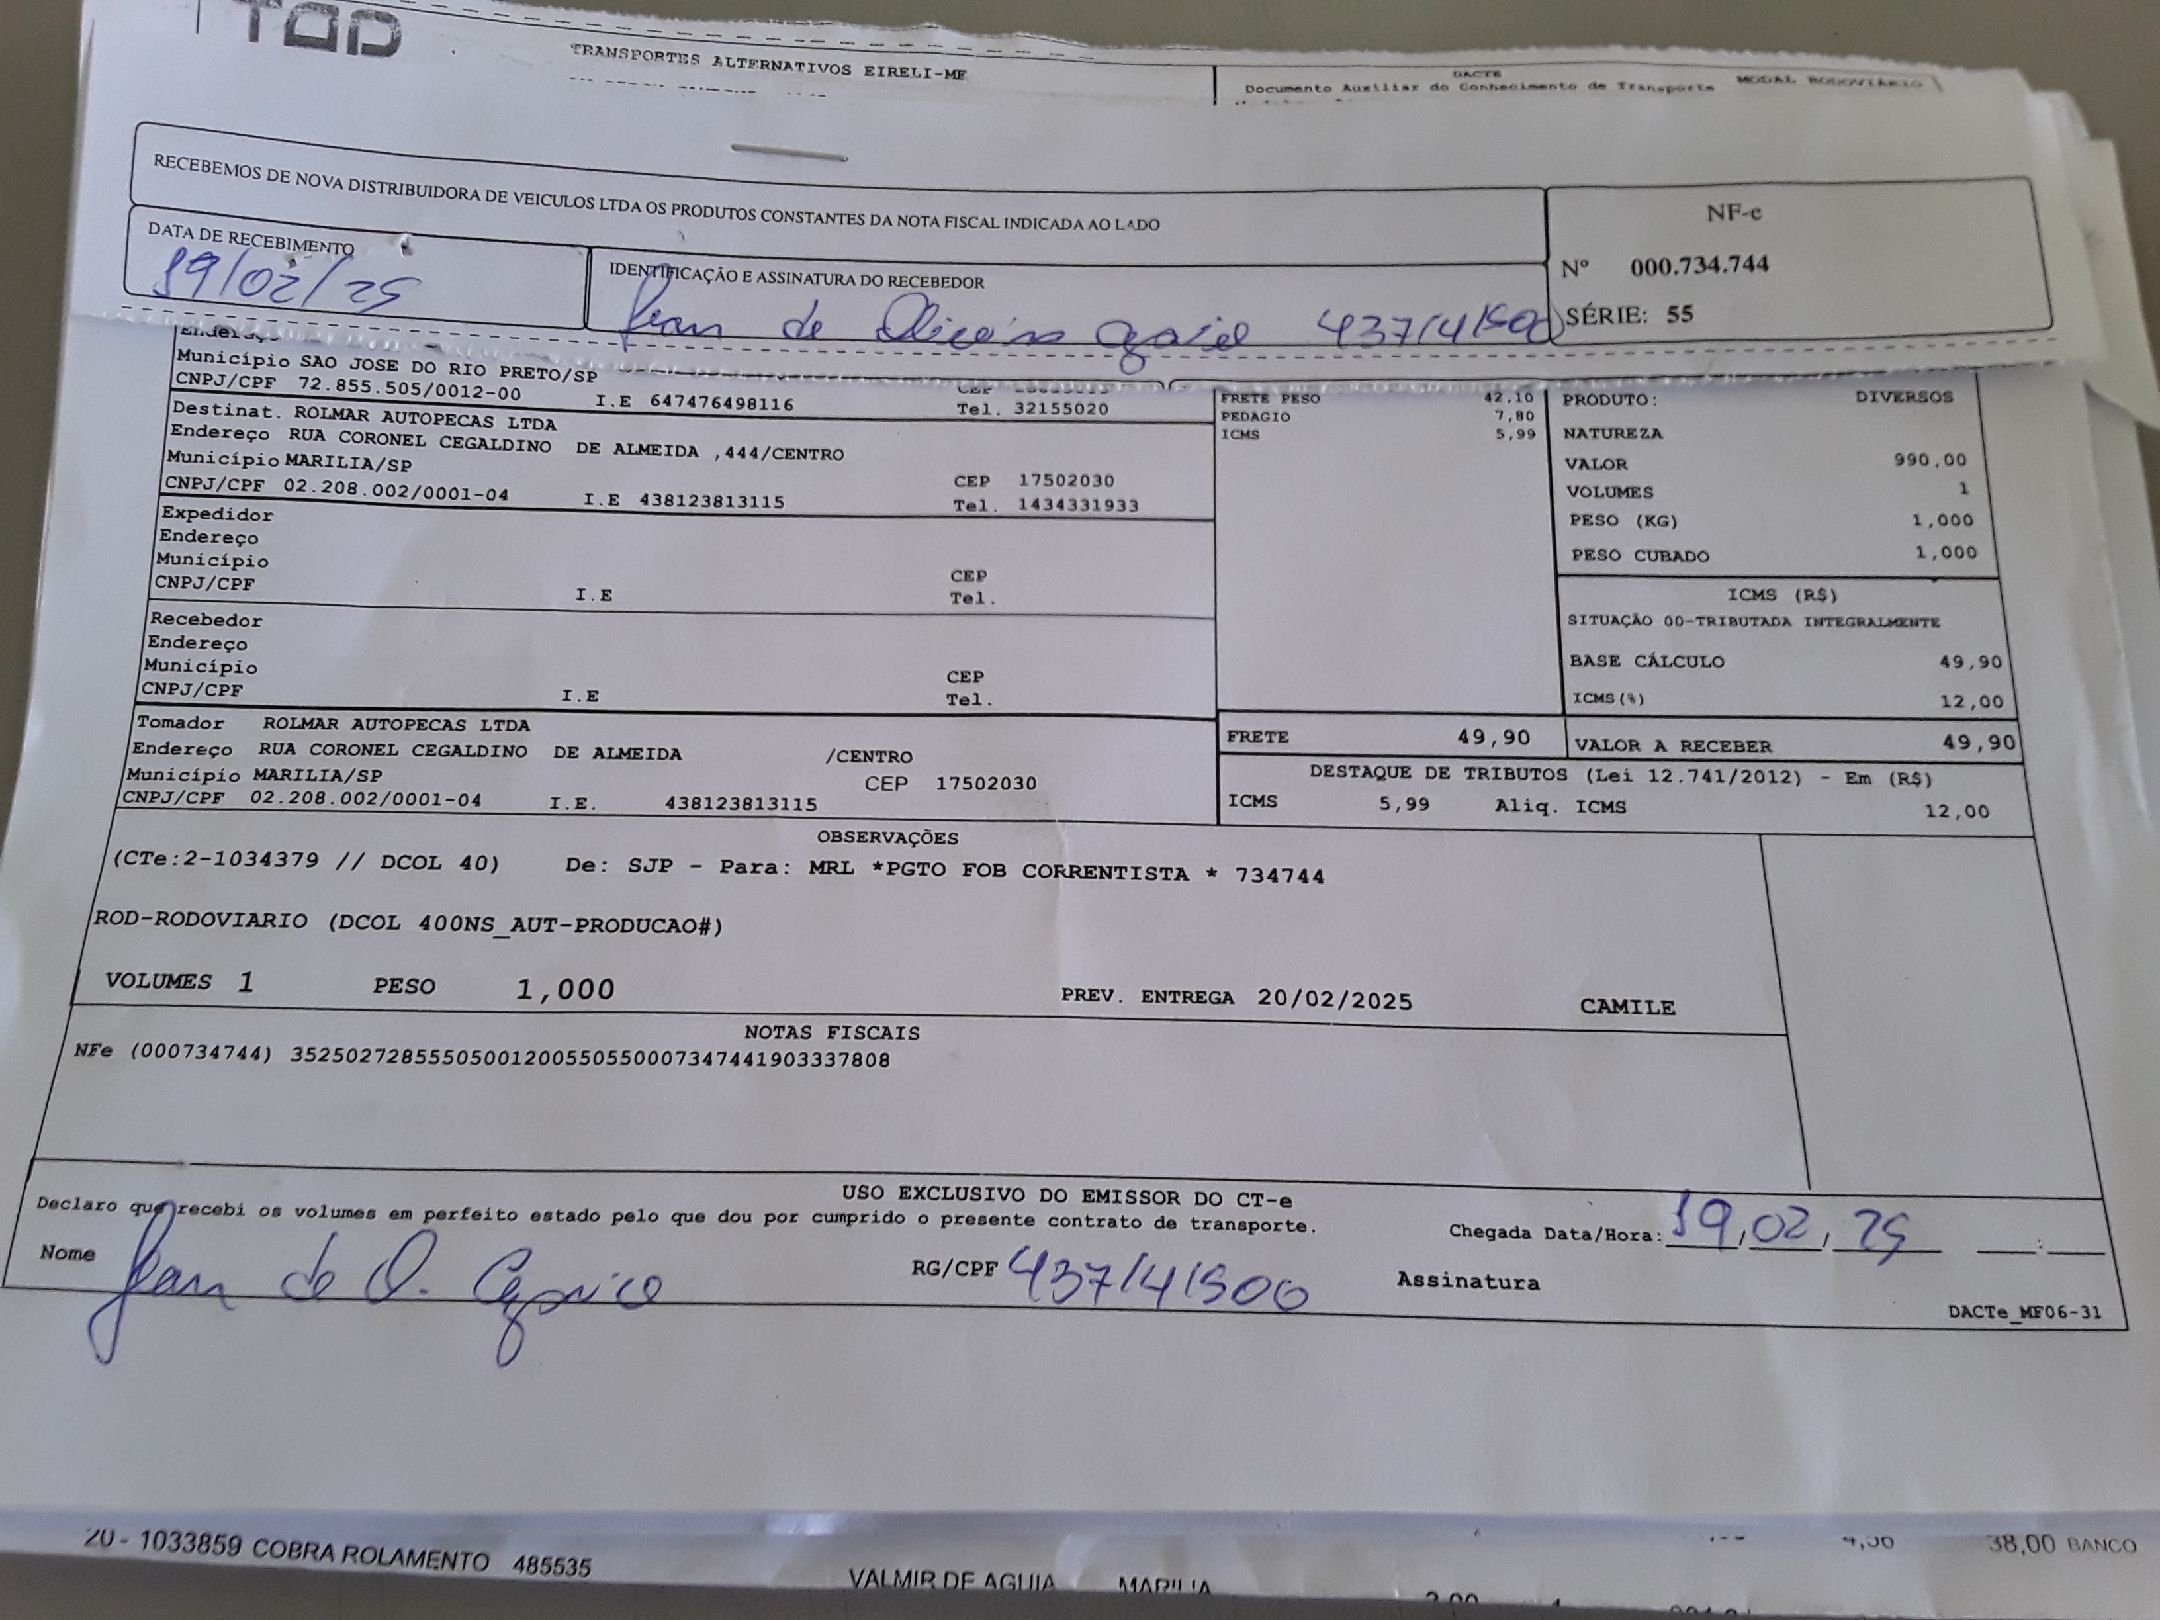 TRANSPORTES ALTERNATIVOS EIRELI-ME
DACTE
Documento Auxiliar do Conhecimento de Transporte
MODAL RODOVIÁRIO
RECEBEMOS DE NOVA DISTRIBUIDORA DE VEICULOS LTDA OS PRODUTOS CONSTANTES DA NOTA FISCAL INDICADA AO LADO
DATA DE RECEBIMENTO
19/02/25
IDENTIFICAÇÃO E ASSINATURA DO RECEBEDOR
Jean de 437141500
NF-e
Nº 000.734.744
SÉRIE: 55
Município SAO JOSE DO RIO PRETO/SP
CNPJ/CPF 72.855.505/0012-00 I.E 647476498116 Tel. 32155020
Destinat. ROLMAR AUTOPECAS LTDA
Endereço RUA CORONEL CEGALDINO DE ALMEIDA ,444/CENTRO
Município MARILIA/SP CEP 17502030
CNPJ/CPF 02.208.002/0001-04 I.E 438123813115 Tel. 1434331933
Expedidor
Endereço
Município CEP
CNPJ/CPF I.E Tel.
Recebedor
Endereço
Município CEP
CNPJ/CPF I.E Tel.
Tomador ROLMAR AUTOPECAS LTDA
Endereço RUA CORONEL CEGALDINO DE ALMEIDA /CENTRO
Município MARILIA/SP CEP 17502030
CNPJ/CPF 02.208.002/0001-04 I.E. 438123813115
FRETE PESO 42,10
PEDAGIO 7,80
ICMS 5,99
PRODUTO: DIVERSOS
NATUREZA
VALOR 990,00
VOLUMES 1
PESO (KG) 1,000
PESO CUBADO 1,000
ICMS (R$)
SITUAÇÃO 00-TRIBUTADA INTEGRALMENTE
BASE CÁLCULO 49,90
ICMS(%) 12,00
FRETE 49,90 VALOR A RECEBER 49,90
DESTAQUE DE TRIBUTOS (Lei 12.741/2012) - Em (R$)
ICMS 5,99 Aliq. ICMS 12,00
OBSERVAÇÕES
(CTe:2-1034379 // DCOL 40) De: SJP - Para: MRL *PGTO FOB CORRENTISTA * 734744
ROD-RODOVIARIO (DCOL 400NS_AUT-PRODUCAO#)
VOLUMES 1 PESO 1,000 PREV. ENTREGA 20/02/2025 CAMILE
NOTAS FISCAIS
NFe (000734744) 35250272855505001200550550007347441903337808
USO EXCLUSIVO DO EMISSOR DO CT-e
Declaro que recebi os volumes em perfeito estado pelo que dou por cumprido o presente contrato de transporte.
Chegada Data/Hora: 19,02,25 __:__
Nome Jean de O. RG/CPF 437141500 Assinatura
DACTe_MF06-31
20 - 1033859 COBRA ROLAMENTO 485535
VALMIR DE AGUIA MARILIA
38,00 BANCO